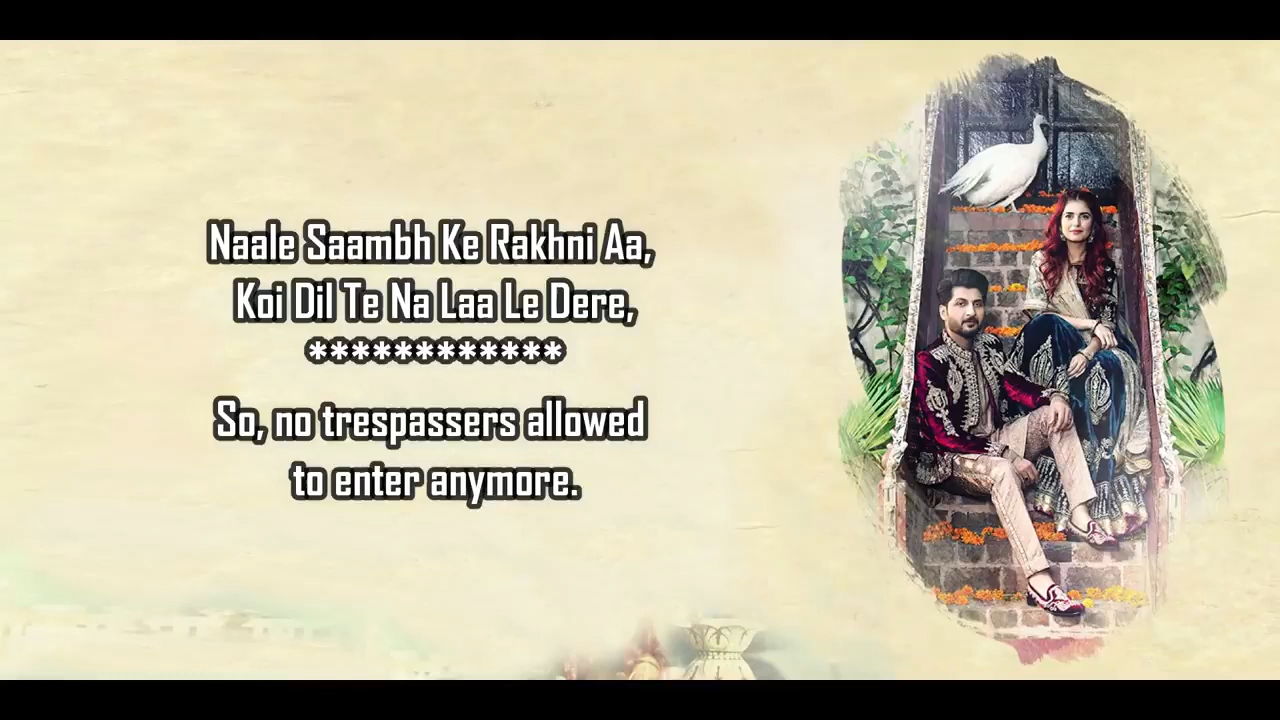 Naale Saambh Ke Rakhni Aa,
Koi Dil Te Na Laa Le Dere,
************
So, no trespassers allowed
to enter anymore.